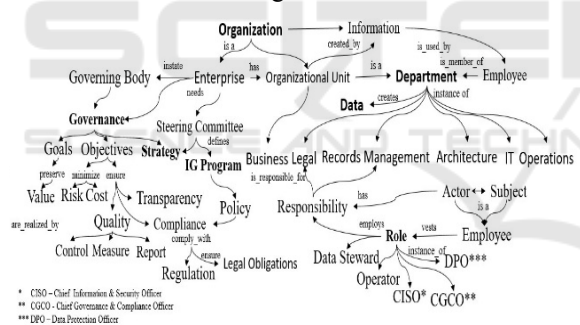 Organization Information
is a created_by is_used_by
is_member_of
Governing Body instate Enterprise has Organizational Unit is a Department Employee
needs
Data creates instance of
Governance Steering Committee
defines
Goals Objectives Strategy IG Program Business Legal Records Management Architecture IT Operations
preserve minimize ensure is_responsible_for
Value Risk Cost Transparency Policy Responsibility has Actor Subject
is a
are_realized_by Quality Compliance employs Role vests Employee
Control Measure Report comply_with ensure Data Steward instance_of DPO***
Regulation Legal Obligations Operator
CISO* CGCO**
* CISO – Chief Information & Security Officer
** CGCO - Chief Governance & Compliance Officer
*** DPO – Data Protection Officer